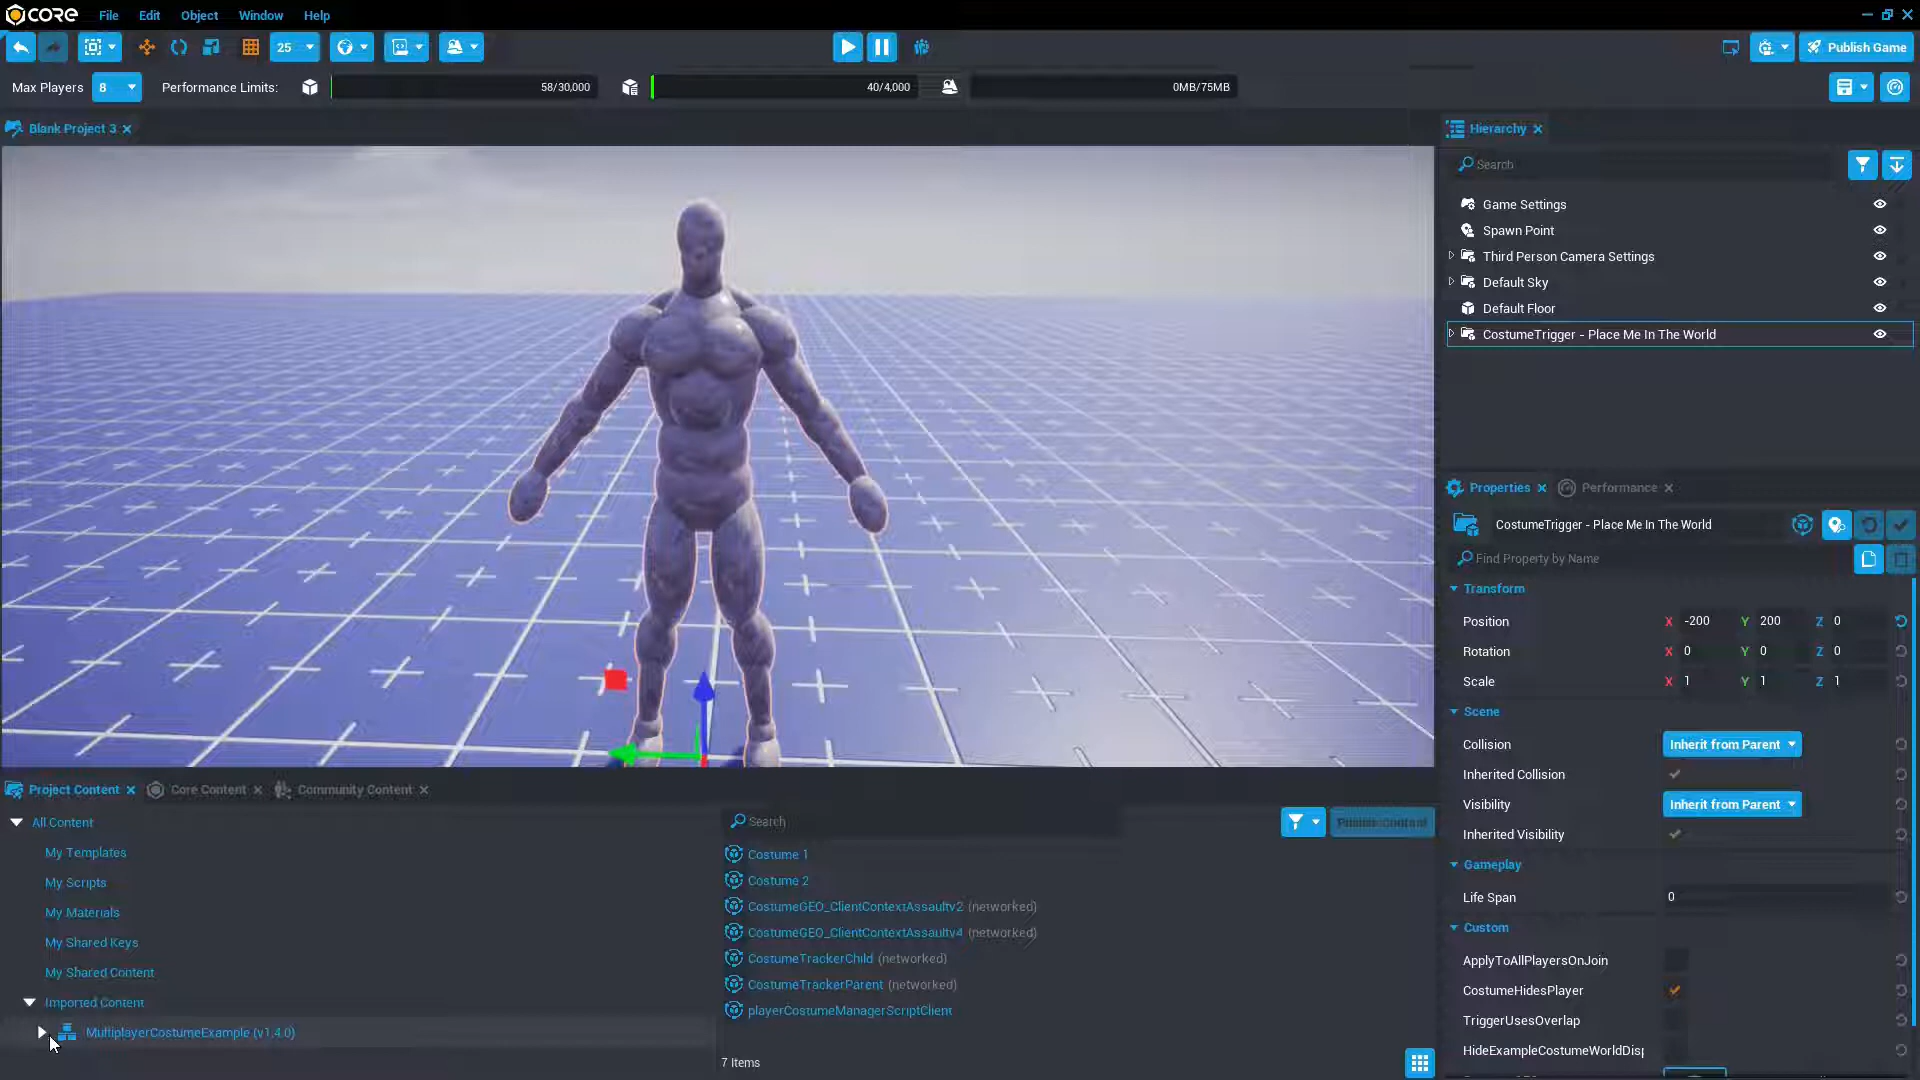 CORE File Edit Object Window Help
25 Publish Game
Max Players 8 Performance Limits: 58/30,000 40/4,000 0MB/75MB
Blank Project 3
Hierarchy
Search
Game Settings
Spawn Point
Third Person Camera Settings
Default Sky
Default Floor
CostumeTrigger - Place Me In The World
Properties Performance
CostumeTrigger - Place Me In The World
Find Property by Name
Transform
Position X -200 Y 200 Z 0
Rotation X 0 Y 0 Z 0
Scale X 1 Y 1 Z 1
Scene
Collision Inherit from Parent
Inherited Collision
Visibility Inherit from Parent
Inherited Visibility
Gameplay
Life Span 0
Custom
ApplyToAllPlayersOnJoin
CostumeHidesPlayer
TriggerUsesOverlap
HideExampleCostumeWorldDisp
Project Content Core Content Community Content
All Content
My Templates
My Scripts
My Materials
My Shared Keys
My Shared Content
Imported Content
MultiplayerCostumeExample (v1.4.0)
Search Publish Content
Costume 1
Costume 2
CostumeGEO_ClientContextAssaultv2 (networked)
CostumeGEO_ClientContextAssaultv4 (networked)
CostumeTrackerChild (networked)
CostumeTrackerParent (networked)
playerCostumeManagerScriptClient
7 Items